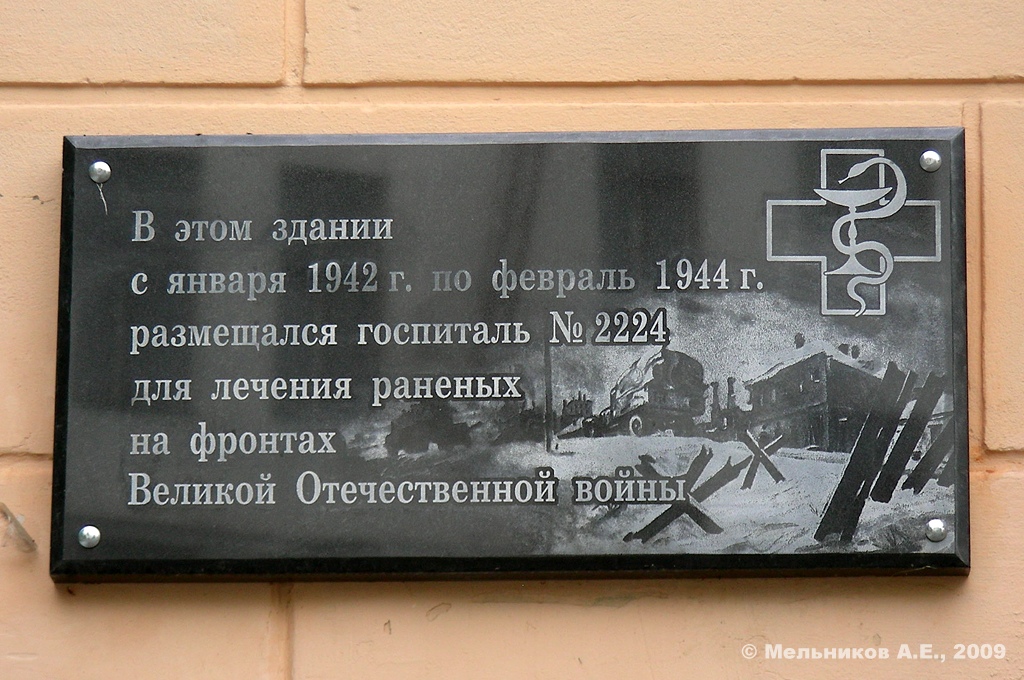 В этом здании
с января 1942 г. по февраль 1944 г.
размещался госпиталь № 2224
для лечения раненых
на фронтах
Великой Отечественной войны
© Мельников А.Е., 2009